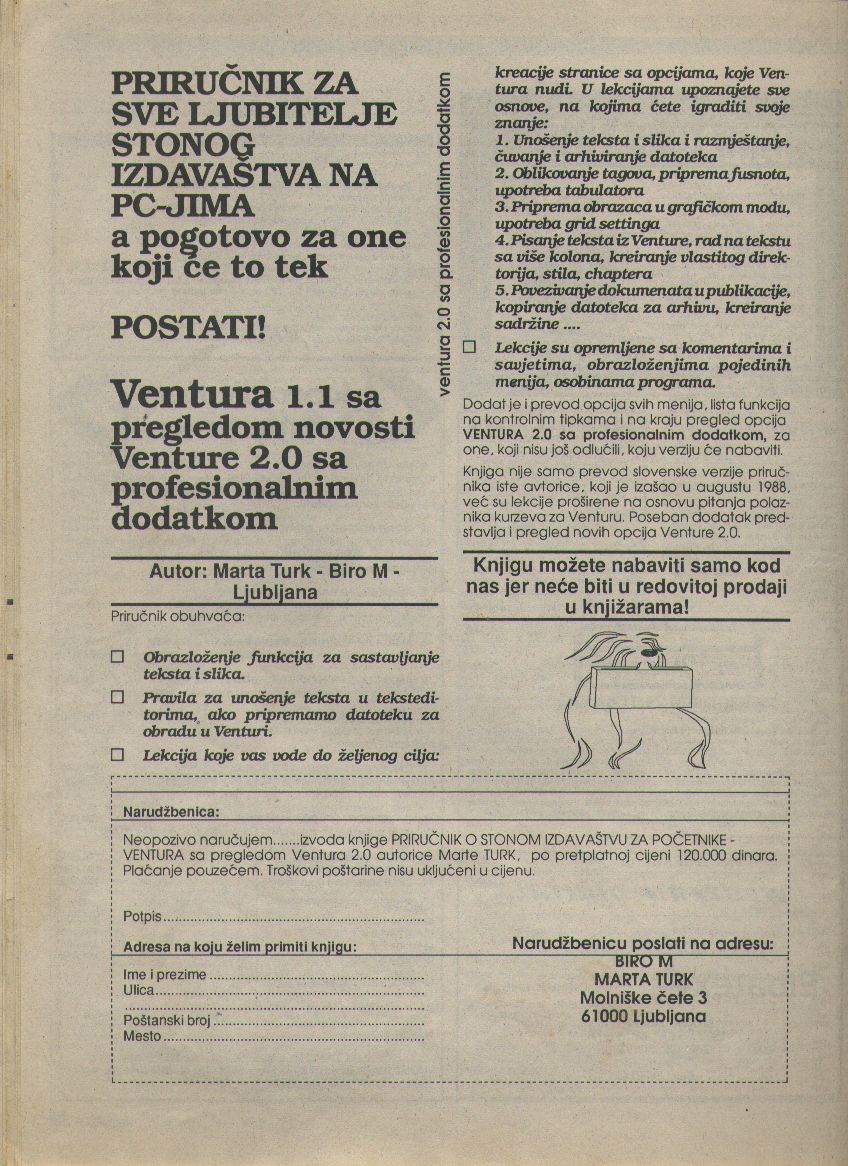 PRIRUČNIK ZA
SVE LJUBITELJE
STONOG
IZDAVAŠTVA NA
PC-JIMA
a pogotovo za one
koji će to tek
POSTATI!
Ventura 1.1 sa
pregledom novosti
Venture 2.0 sa
profesionalnim
dodatkom
Autor: Marta Turk - Biro M -
Ljubljana
Priručnik obuhvaća:
☐ Obrazloženje funkcija za sastavljanje
teksta i slika.
☐ Pravila za unošenje teksta u tekstedi-
torima, ako pripremamo datoteku za
obradu u Venturi.
☐ Lekcija koje vas vode do željenog cilja:
ventura 2.0 sa profesionalnim dodatkom
kreacije stranice sa opcijama, koje Ven-
tura nudi. U lekcijama upoznajete sve
osnove, na kojima ćete igraditi svoje
znanje:
1. Unošenje teksta i slika i razmještanje,
čuvanje i arhiviranje datoteka
2. Oblikovanje tagova, priprema fusnota,
upotreba tabulatora
3. Priprema obrazaca u grafičkom modu,
upotreba grid settinga
4. Pisanje teksta iz Venture, rad na tekstu
sa više kolona, kreiranje vlastitog direk-
torija, stila, chaptera
5. Povezivanje dokumenata u publikacije,
kopiranje datoteka za arhivu, kreiranje
sadržine ....
☐ Lekcije su opremljene sa komentarima i
savjetima, obrazloženjima pojedinih
menija, osobinama programa.
Dodat je i prevod opcija svih menija, lista funkcija
na kontrolnim tipkama i na kraju pregled opcija
VENTURA 2.0 sa profesionalnim dodatkom, za
one, koji nisu još odlučili, koju verziju će nabaviti.
Knjiga nije samo prevod slovenske verzije priruč-
nika iste avtorice, koji je izašao u augustu 1988,
već su lekcije proširene na osnovu pitanja polaz-
nika kurzeva za Venturu. Poseban dodatak pred-
stavlja i pregled novih opcija Venture 2.0.
Knjigu možete nabaviti samo kod
nas jer neće biti u redovitoj prodaji
u knjižarama!
Narudžbenica:
Neopozivo naručujem.......izvoda knjige PRIRUČNIK O STONOM IZDAVAŠTVU ZA POČETNIKE -
VENTURA sa pregledom Ventura 2.0 autorice Marte TURK, po pretplatnoj cijeni 120.000 dinara.
Plaćanje pouzećem. Troškovi poštarine nisu uključeni u cijenu.
Potpis................................................................
Adresa na koju želim primiti knjigu:
Ime i prezime ....................................................
Ulica..................................................................
..........................................................................
Poštanski broj ....................................................
Mesto................................................................
Narudžbenicu poslati na adresu:
BIRO M
MARTA TURK
Molniške čete 3
61000 Ljubljana